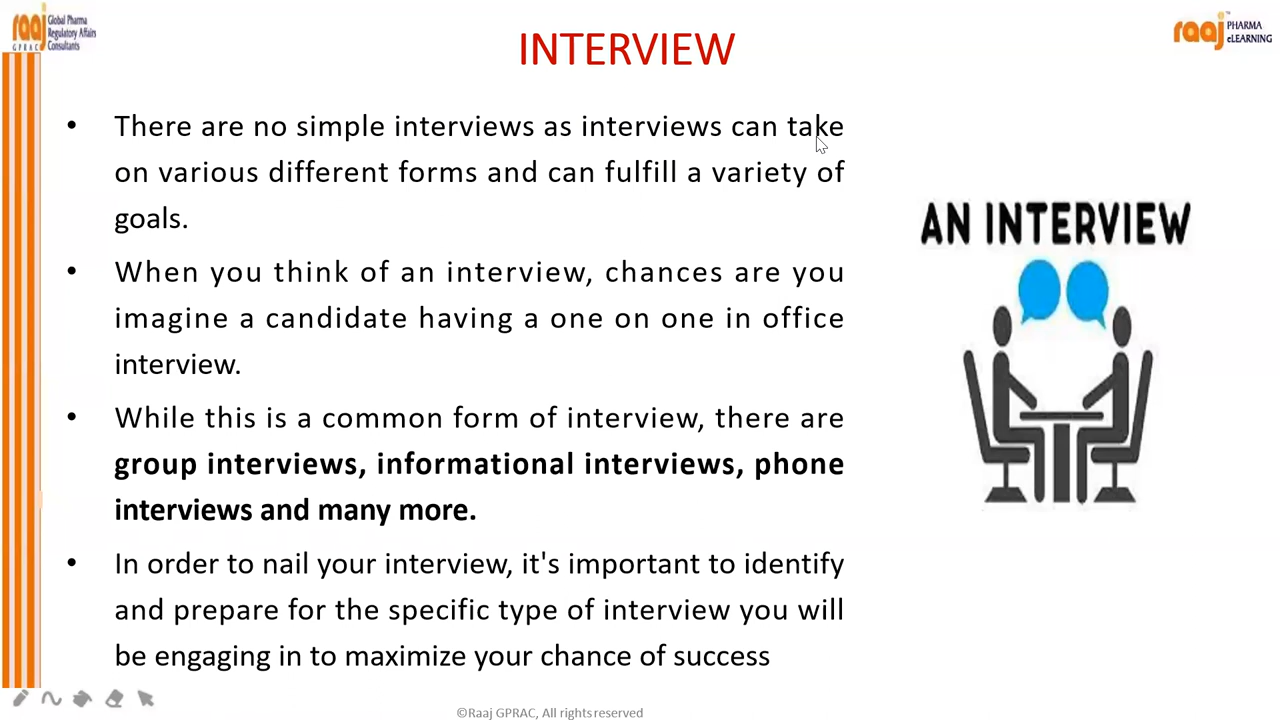 raaj
GPRAC
Global Pharma
Regulatory Affairs
Consultants
INTERVIEW
raaj
™
PHARMA
eLEARNING
• There are no simple interviews as interviews can take
on various different forms and can fulfill a variety of
goals.
• When you think of an interview, chances are you
imagine a candidate having a one on one in office
interview.
• While this is a common form of interview, there are
group interviews, informational interviews, phone
interviews and many more.
• In order to nail your interview, it's important to identify
and prepare for the specific type of interview you will
be engaging in to maximize your chance of success
AN INTERVIEW
©Raaj GPRAC, All rights reserved